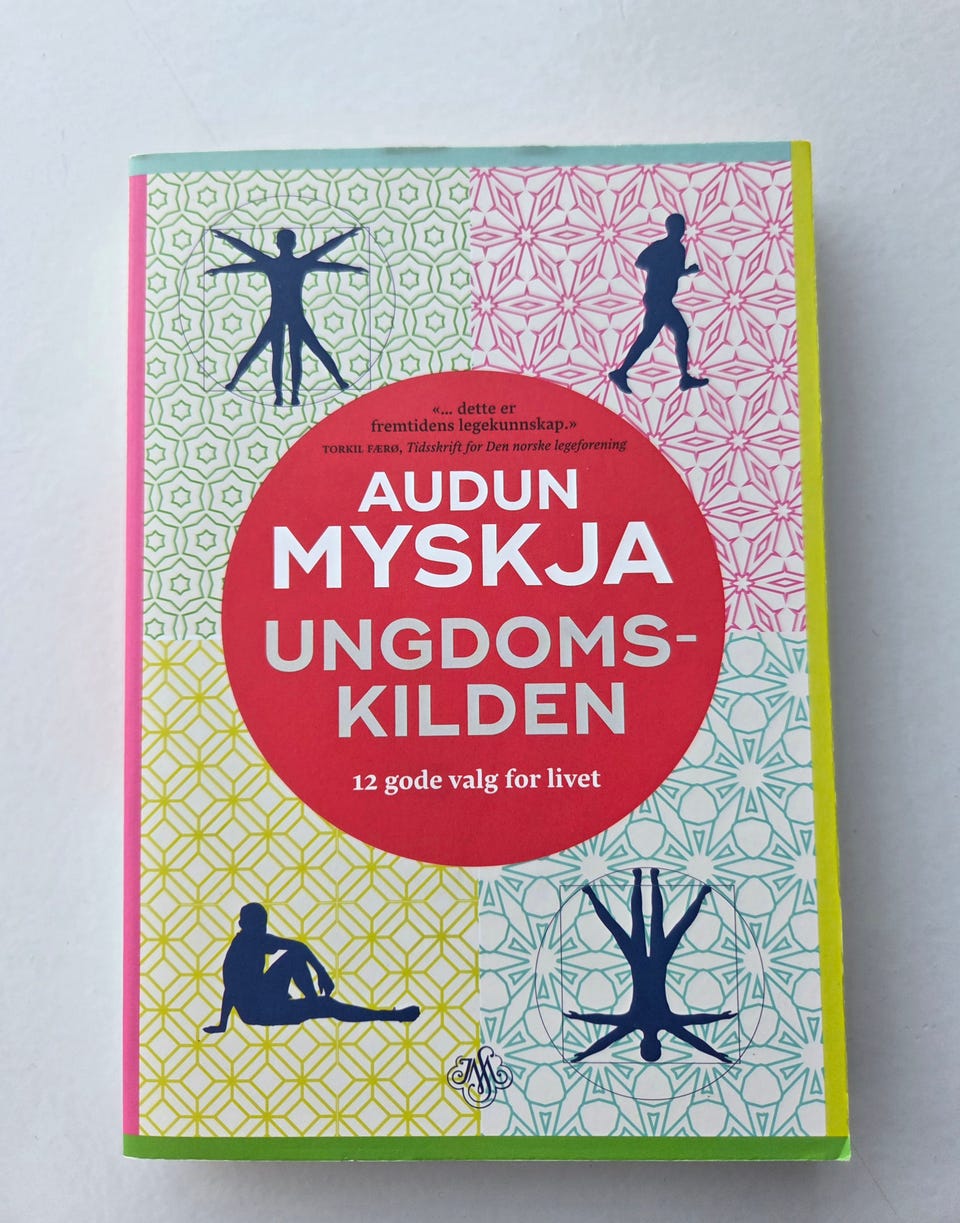 «... dette er
fremtidens legekunnskap.»
TORKIL FÆRØ, Tidsskrift for Den norske legeforening
AUDUN
MYSKJA
UNGDOMS-
KILDEN
12 gode valg for livet